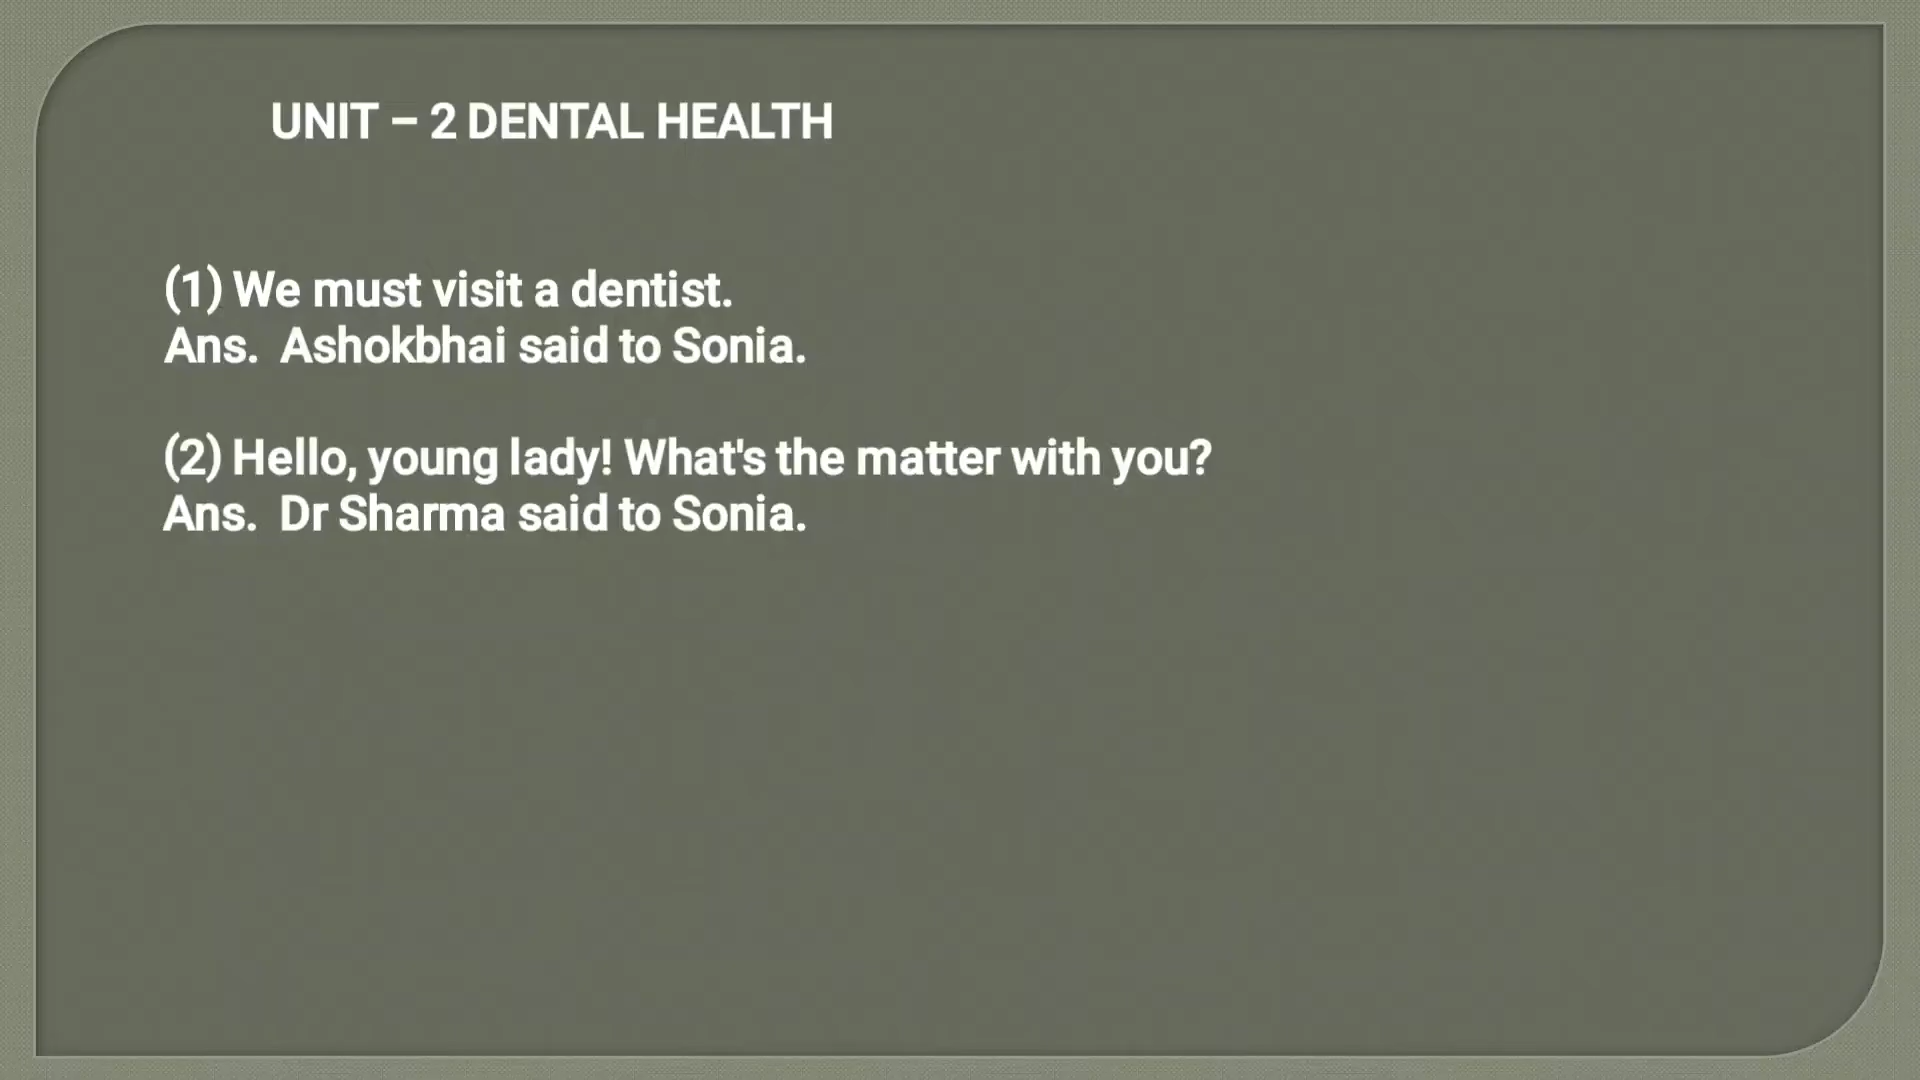 UNIT – 2 DENTAL HEALTH
(1) We must visit a dentist.
Ans.  Ashokbhai said to Sonia.
(2) Hello, young lady! What's the matter with you?
Ans.  Dr Sharma said to Sonia.